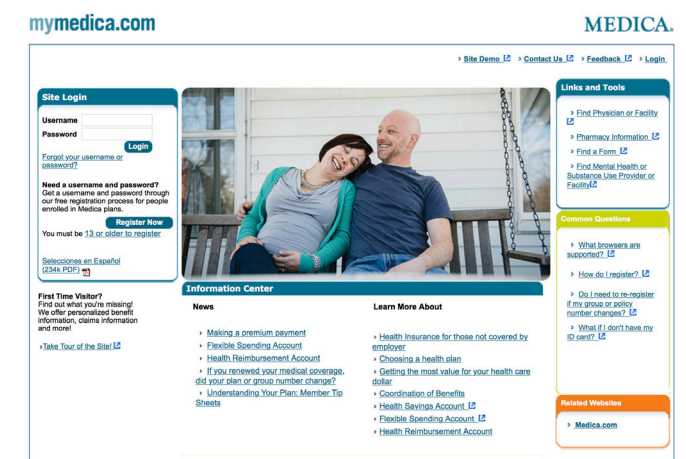 mymedica.com
MEDICA®
› Site Demo
› Contact Us
› Feedback
› Login
Site Login
Username
Password
Login
Forgot your username or
password?
Need a username and password?
Get a username and password through
our free registration process for people
enrolled in Medica plans.
Register Now
You must be 13 or older to register
Selecciones en Español
(234k PDF)
First Time Visitor?
Find out what you're missing!
We offer personalized benefit
information, claims information
and more!
›Take Tour of the Site!
Information Center
News
› Making a premium payment
› Flexible Spending Account
› Health Reimbursement Account
› If you renewed your medical coverage,
did your plan or group number change?
› Understanding Your Plan: Member Tip
Sheets
Learn More About
› Health Insurance for those not covered by
employer
› Choosing a health plan
› Getting the most value for your health care
dollar
› Coordination of Benefits
› Health Savings Account
› Flexible Spending Account
› Health Reimbursement Account
Links and Tools
› Find Physician or Facility
› Pharmacy Information
› Find a Form
› Find Mental Health or
Substance Use Provider or
Facility
Common Questions
› What browsers are
supported?
› How do I register?
› Do I need to re-register
if my group or policy
number changes?
› What if I don't have my
ID card?
Related Websites
› Medica.com